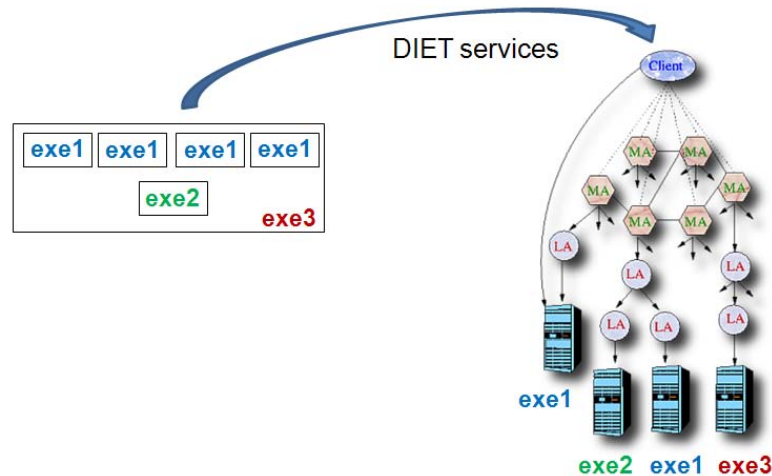 DIET services
Client
exe1 exe1 exe1 exe1
exe2
exe3
MA MA
MA MA
MA MA
LA
LA LA
LA LA LA
exe1
exe2 exe1 exe3